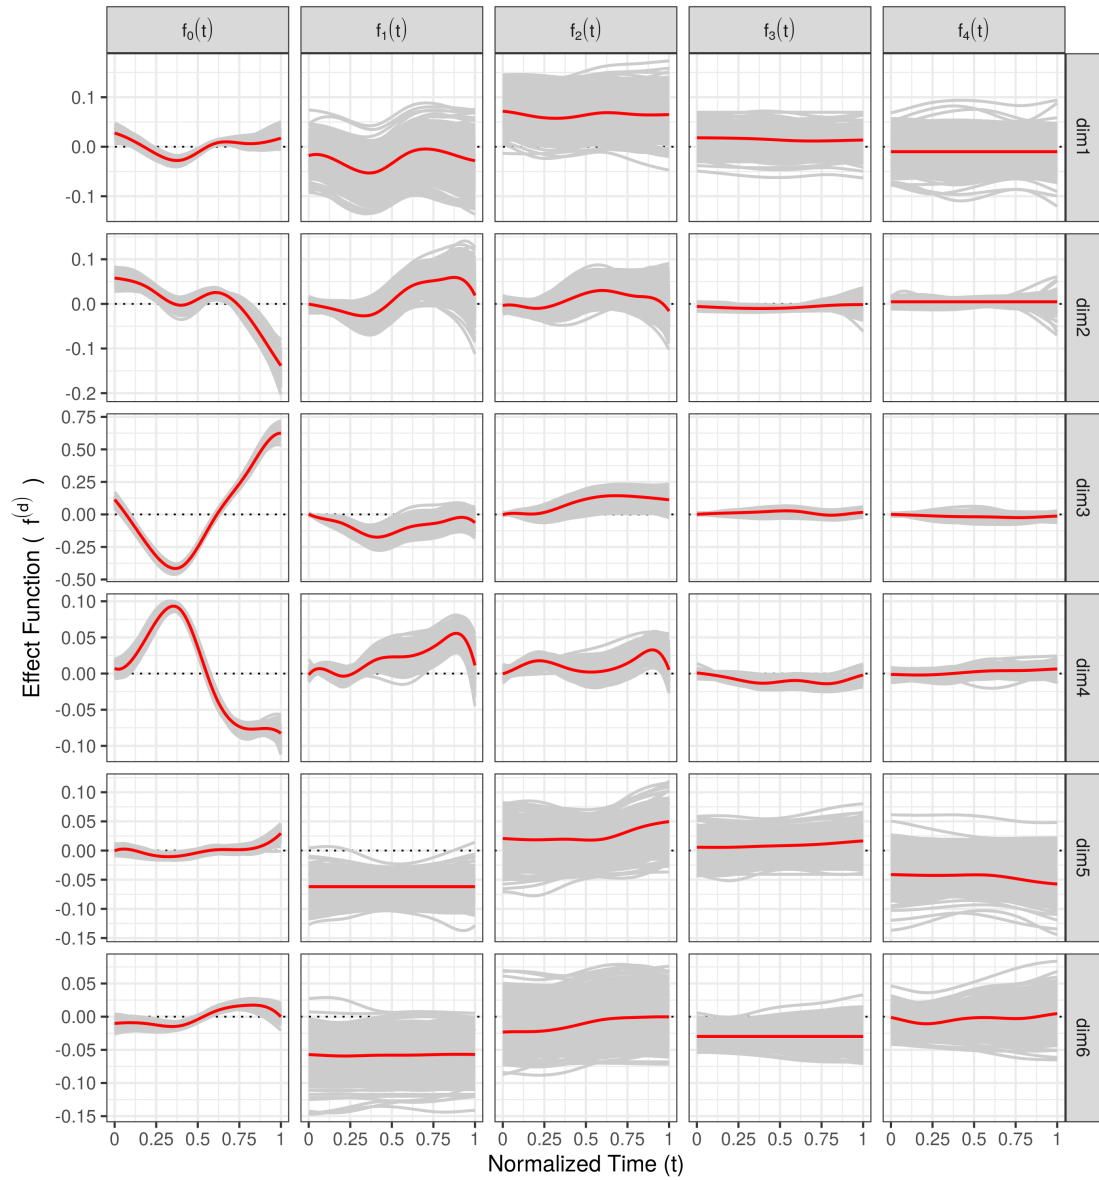 f₀(t) f₁(t) f₂(t) f₃(t) f₄(t)
0.1
0.0
-0.1
dim1
0.1
0.0
-0.1
-0.2
dim2
0.75
0.50
0.25
0.00
-0.25
-0.50
dim3
0.10
0.05
0.00
-0.05
-0.10
dim4
0.10
0.05
0.00
-0.05
-0.10
-0.15
dim5
0.00
-0.05
-0.10
-0.15
dim6
0 0.25 0.5 0.75 1 0 0.25 0.5 0.75 1 0 0.25 0.5 0.75 1 0 0.25 0.5 0.75 1 0 0.25 0.5 0.75 1
Normalized Time (t)
Effect Function ( f⁽ᵈ⁾ )